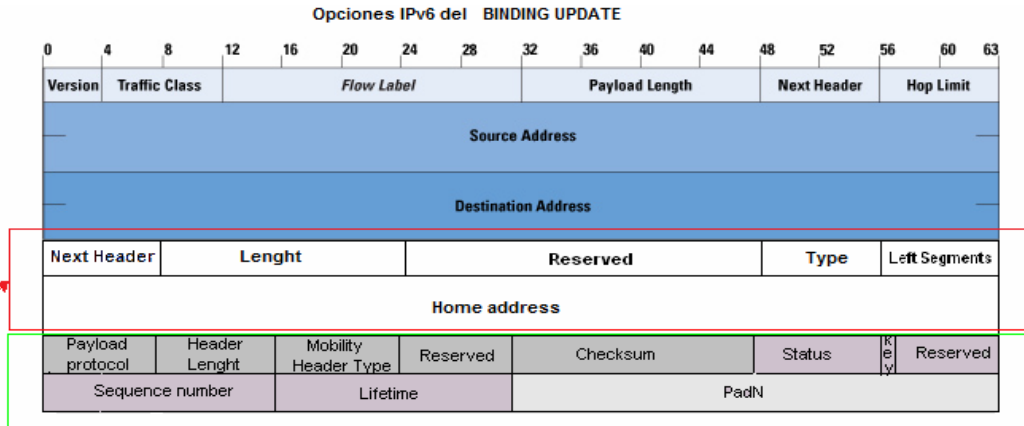 Opciones IPv6 del BINDING UPDATE
0 4 8 12 16 20 24 28 32 36 40 44 48 52 56 60 63
Version Traffic Class Flow Label Payload Length Next Header Hop Limit
Source Address
Destination Address
Next Header Lenght Reserved Type Left Segments
Home address
Payload protocol Header Lenght Mobility Header Type Reserved Checksum Status Key Reserved
Sequence number Lifetime PadN